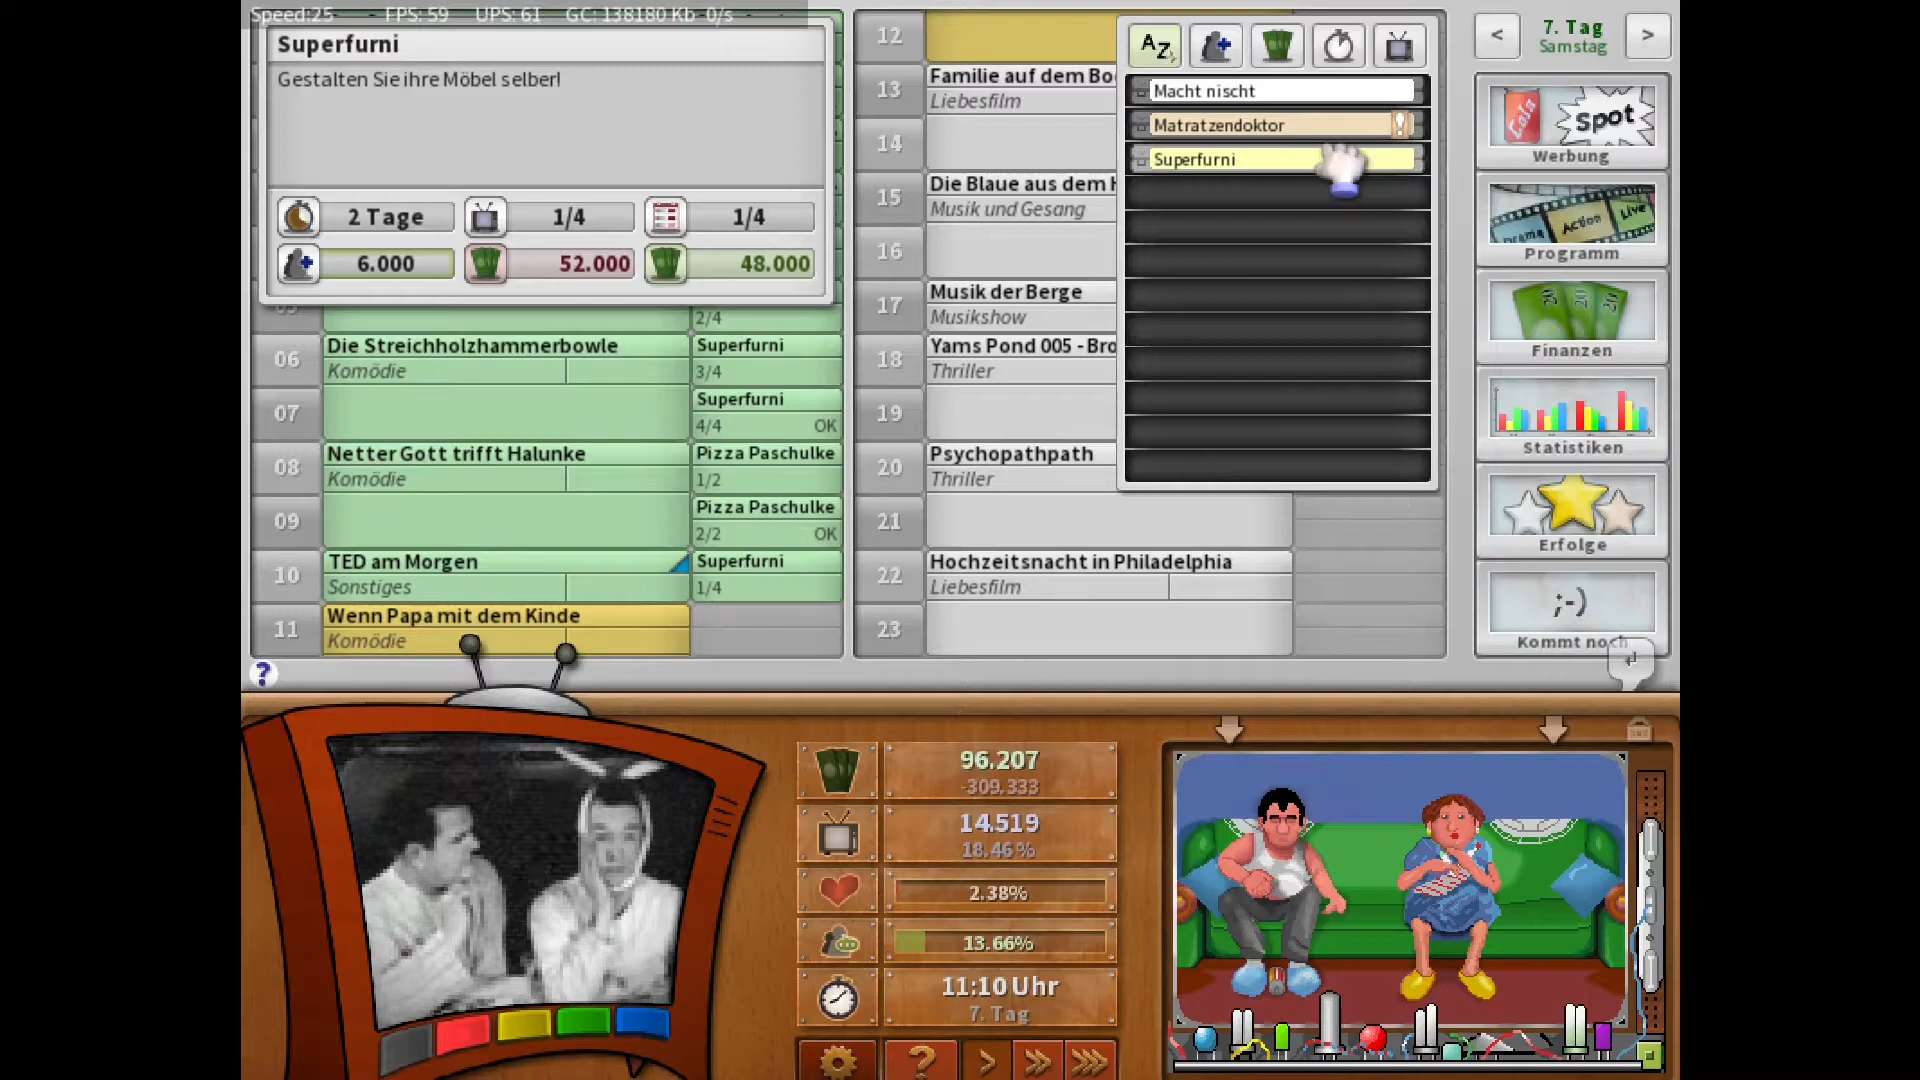 Speed:25 FPS: 59 UPS: 61 GC: 138180 Kb -0/s
Superfurni
Gestalten Sie ihre Möbel selber!
2 Tage 1/4 1/4
6.000 52.000 48.000
2/4
06 Die Streichholzhammerbowle Superfurni
Komödie 3/4
07 Superfurni
4/4 OK
08 Netter Gott trifft Halunke Pizza Paschulke
Komödie 1/2
09 Pizza Paschulke
2/2 OK
10 TED am Morgen Superfurni
Sonstiges 1/4
11 Wenn Papa mit dem Kinde
Komödie
12
13 Familie auf dem Bo
Liebesfilm
14
15 Die Blaue aus dem H
Musik und Gesang
16
17 Musik der Berge
Musikshow
18 Yams Pond 005 - Bro
Thriller
19
20 Psychopathpath
Thriller
21
22 Hochzeitsnacht in Philadelphia
Liebesfilm
23
AZ
Macht nischt
Matratzendoktor
Superfurni
< 7. Tag >
Samstag
Cola Spot
Werbung
Drama Action Live
Programm
20 20 20
Finanzen
Statistiken
Erfolge
;-)
Kommt noch
?
96.207
-309.333
14.519
18.46 %
2.38%
13.66%
11:10 Uhr
7. Tag
?